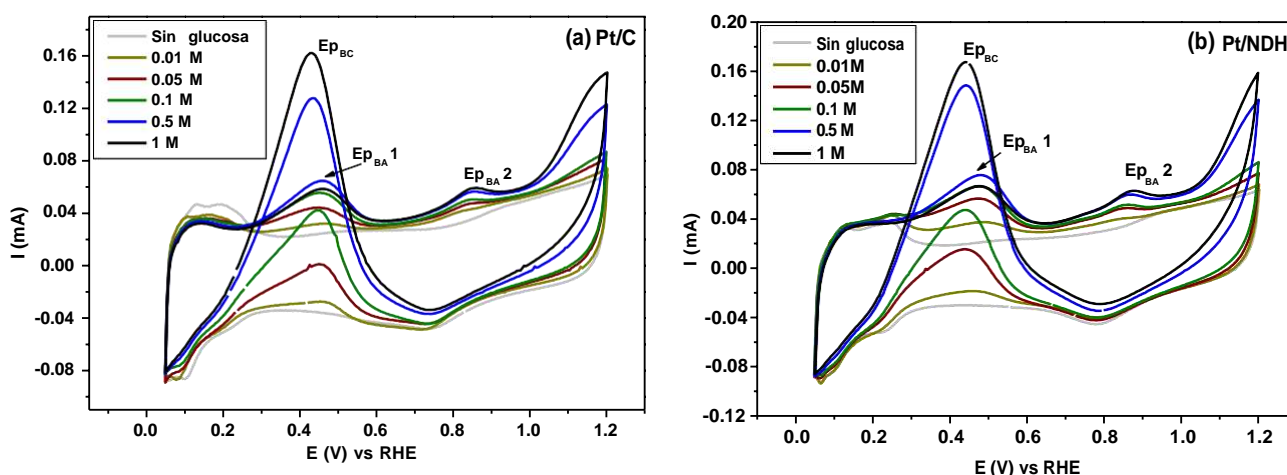 (a) Pt/C
Sin glucosa
0.01 M
0.05 M
0.1 M
0.5 M
1 M
Ep_BC
Ep_BA 1
Ep_BA 2
I (mA)
0.16
0.12
0.08
0.04
0.00
-0.04
-0.08
0.0 0.2 0.4 0.6 0.8 1.0 1.2
E (V) vs RHE
(b) Pt/NDH
Sin glucosa
0.01M
0.05M
0.1 M
0.5 M
1 M
Ep_BC
Ep_BA 1
Ep_BA 2
I (mA)
0.20
0.16
0.12
0.08
0.04
0.00
-0.04
-0.08
-0.12
0.0 0.2 0.4 0.6 0.8 1.0 1.2
E (V) vs RHE